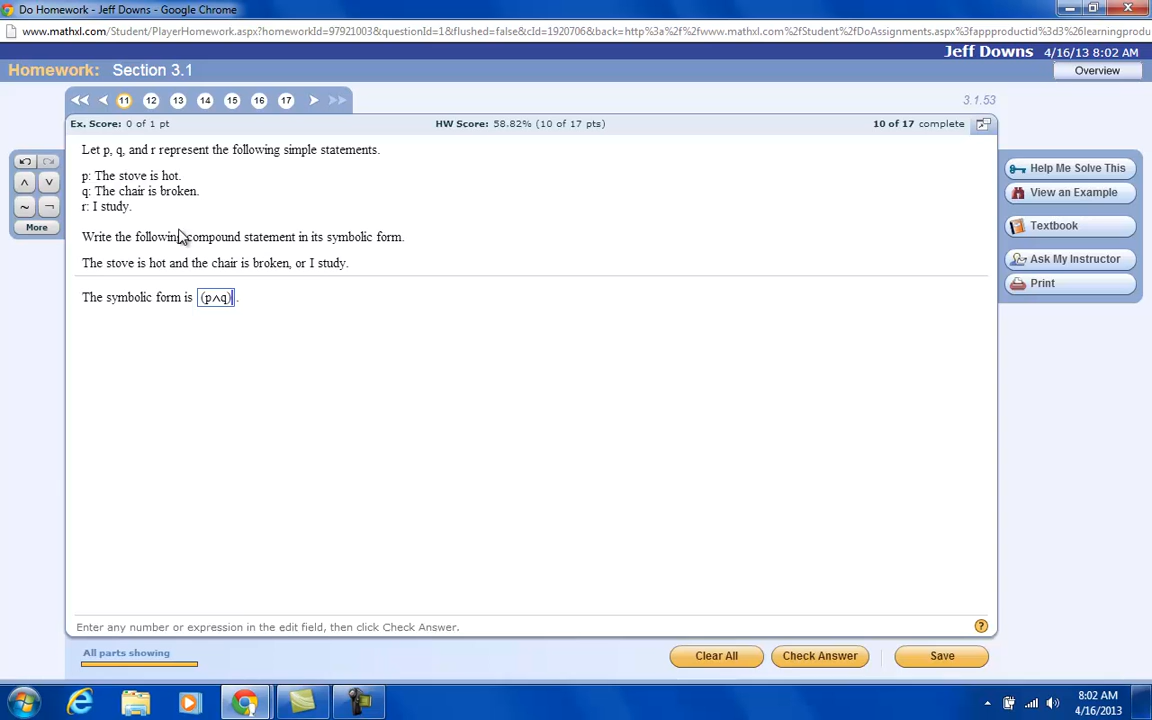 Do Homework - Jeff Downs - Google Chrome
www.mathxl.com/Student/PlayerHomework.aspx?homeworkId=97921003&questionId=1&flushed=false&cId=1920706&back=http%3a%2f%2fwww.mathxl.com%2fStudent%2fDoAssignments.aspx%3fappproductid%3d3%26learningprodu
Jeff Downs 4/16/13 8:02 AM
Homework: Section 3.1
Overview
11 12 13 14 15 16 17
3.1.53
Ex. Score: 0 of 1 pt
HW Score: 58.82% (10 of 17 pts)
10 of 17 complete
Let p, q, and r represent the following simple statements.
p: The stove is hot.
q: The chair is broken.
r: I study.
Write the following compound statement in its symbolic form.
The stove is hot and the chair is broken, or I study.
The symbolic form is (p∧q).
∧ ∨
~ ¬
More
Help Me Solve This
View an Example
Textbook
Ask My Instructor
Print
Enter any number or expression in the edit field, then click Check Answer.
?
All parts showing
Clear All
Check Answer
Save
8:02 AM
4/16/2013